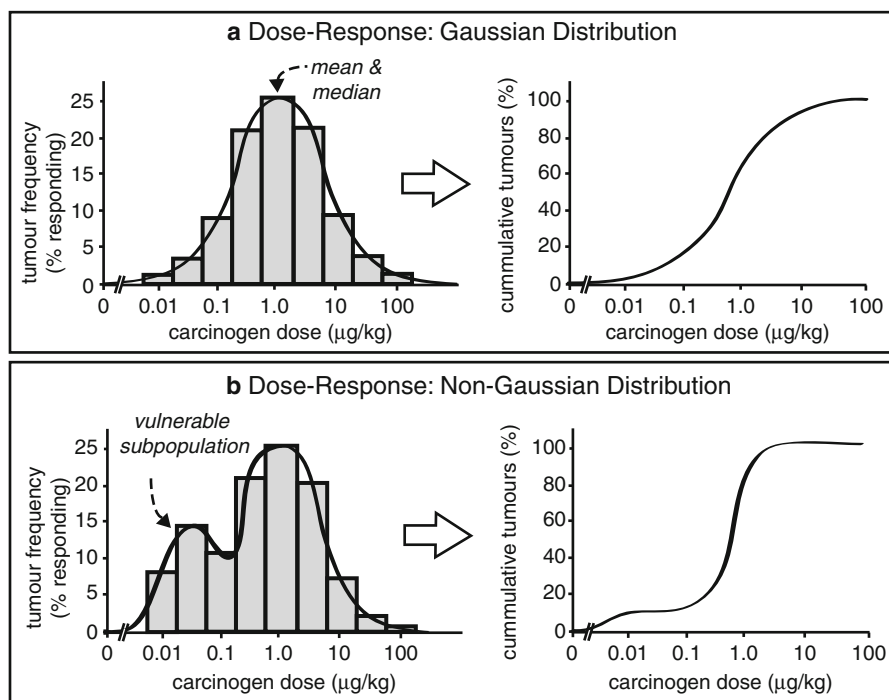 a Dose-Response: Gaussian Distribution
mean &
median
tumour frequency
(% responding)
25
20
15
10
5
0
0 0.01 0.1 1.0 10 100
carcinogen dose (μg/kg)
cummulative tumours (%)
100
80
60
40
20
0
0 0.01 0.1 1.0 10 100
carcinogen dose (μg/kg)
b Dose-Response: Non-Gaussian Distribution
vulnerable
subpopulation
tumour frequency
(% responding)
25
20
15
10
5
0
0 0.01 0.1 1.0 10 100
carcinogen dose (μg/kg)
cummulative tumours (%)
100
80
60
40
20
0
0 0.01 0.1 1.0 10 100
carcinogen dose (μg/kg)